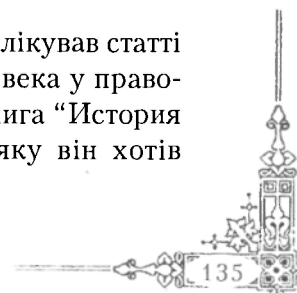 лікував статті
века у право-
ига “История
яку він хотів
135